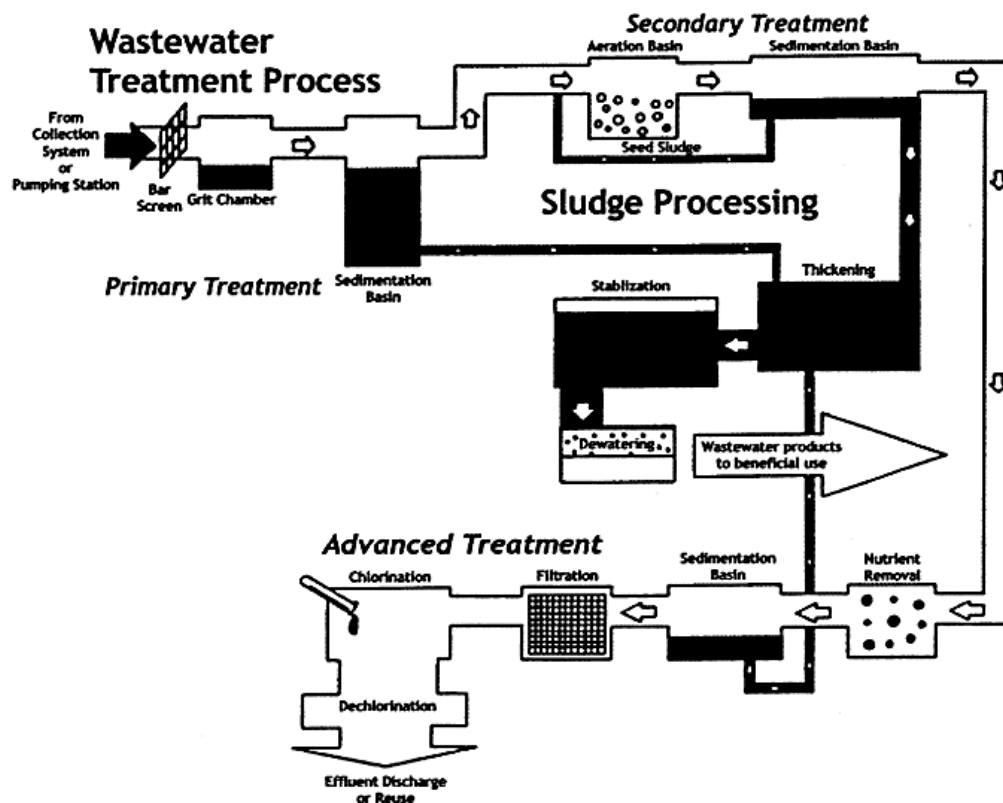 Wastewater
Treatment Process
Secondary Treatment
Aeration Basin
Sedimentaion Basin
From
Collection
System
or
Pumping Station
Bar
Screen
Grit Chamber
Seed Sludge
Sludge Processing
Primary Treatment
Sedimentation
Basin
Thickening
Stablization
Dewatering
Wastewater products
to beneficial use
Advanced Treatment
Chlorination
Filtration
Sedimentation
Basin
Nutrient
Removal
Dechlorination
Effluent Discharge
or Reuse